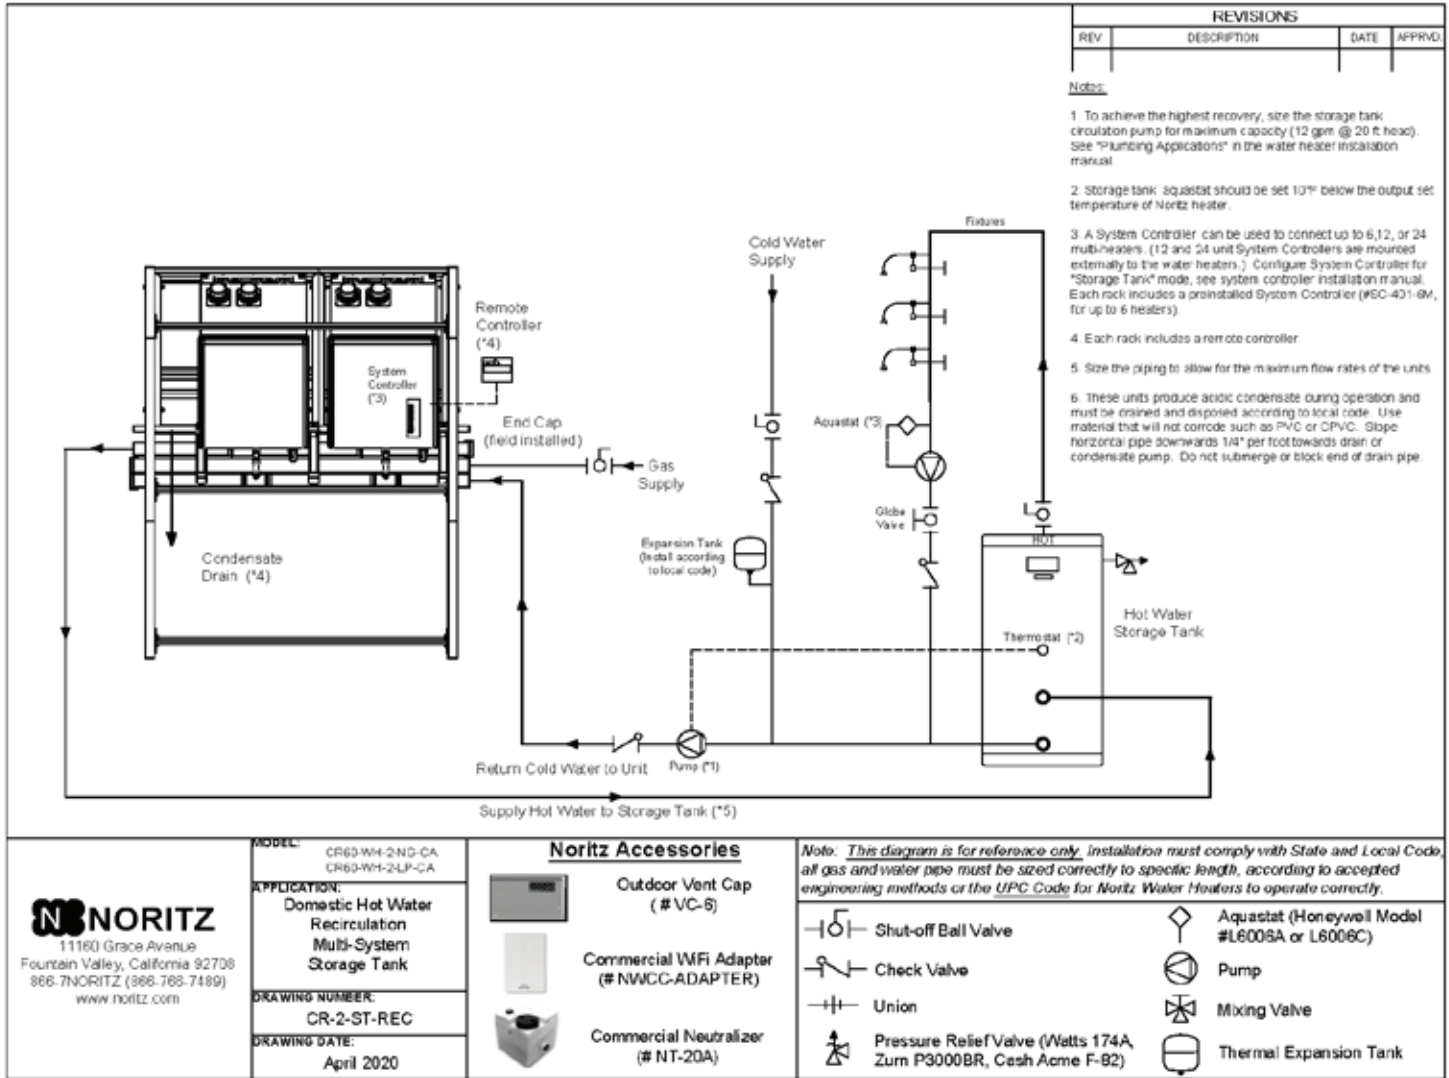 REVISIONS
REV DESCRIPTION DATE APPRVD.
Notes:
1. To achieve the highest recovery, size the storage tank
circulation pump for maximum capacity (12 gpm @ 20 ft head).
See "Plumbing Applications" in the water heater installation
manual
2. Storage tank aquastat should be set 10°F below the output set
temperature of Noritz heater.
3. A System Controller can be used to connect up to 6,12, or 24
multi-heaters. (12 and 24 unit System Controllers are mounted
externally to the water heaters.) Configure System Controller for
"Storage Tank" mode, see system controller installation manual.
Each rack includes a preinstalled System Controller (#SC-401-6M,
for up to 6 heaters)
4. Each rack includes a remote controller.
5. Size the piping to allow for the maximum flow rates of the units
6. These units produce acidic condensate during operation and
must be drained and disposed according to local code. Use
material that will not corrode such as PVC or CPVC. Slope
horizontal pipe downwards 1/4" per foot towards drain or
condensate pump. Do not submerge or block end of drain pipe.
Fixtures
Cold Water
Supply
Remote
Controller
(*4)
System
Controller
(*3)
End Cap
(field installed)
Aquastat (*3)
Gas
Supply
Globe
Valve
Expansion Tank
(Install according
to local code)
HOT
Condensate
Drain (*4)
Hot Water
Storage Tank
Thermostat (*2)
Return Cold Water to Unit
Pump (*1)
Supply Hot Water to Storage Tank (*5)
NORITZ
11160 Grace Avenue
Fountain Valley, California 92708
866-7NORITZ (866-766-7489)
www.noritz.com
MODEL:
CR60-WH-2-NG-CA
CR60-WH-2-LP-CA
APPLICATION:
Domestic Hot Water
Recirculation
Multi-System
Storage Tank
DRAWING NUMBER:
CR-2-ST-REC
DRAWING DATE:
April 2020
Noritz Accessories
Outdoor Vent Cap
(#VC-6)
Commercial WiFi Adapter
(# NWCC-ADAPTER)
Commercial Neutralizer
(# NT-20A)
Note: This diagram is for reference only. Installation must comply with State and Local Code,
all gas and water pipe must be sized correctly to specific length, according to accepted
engineering methods or the UPC Code for Noritz Water Heaters to operate correctly.
Shut-off Ball Valve
Check Valve
Union
Pressure Relief Valve (Watts 174A,
Zurn P3000BR, Cash Acme F-82)
Aquastat (Honeywell Model
#L6006A or L6006C)
Pump
Mixing Valve
Thermal Expansion Tank